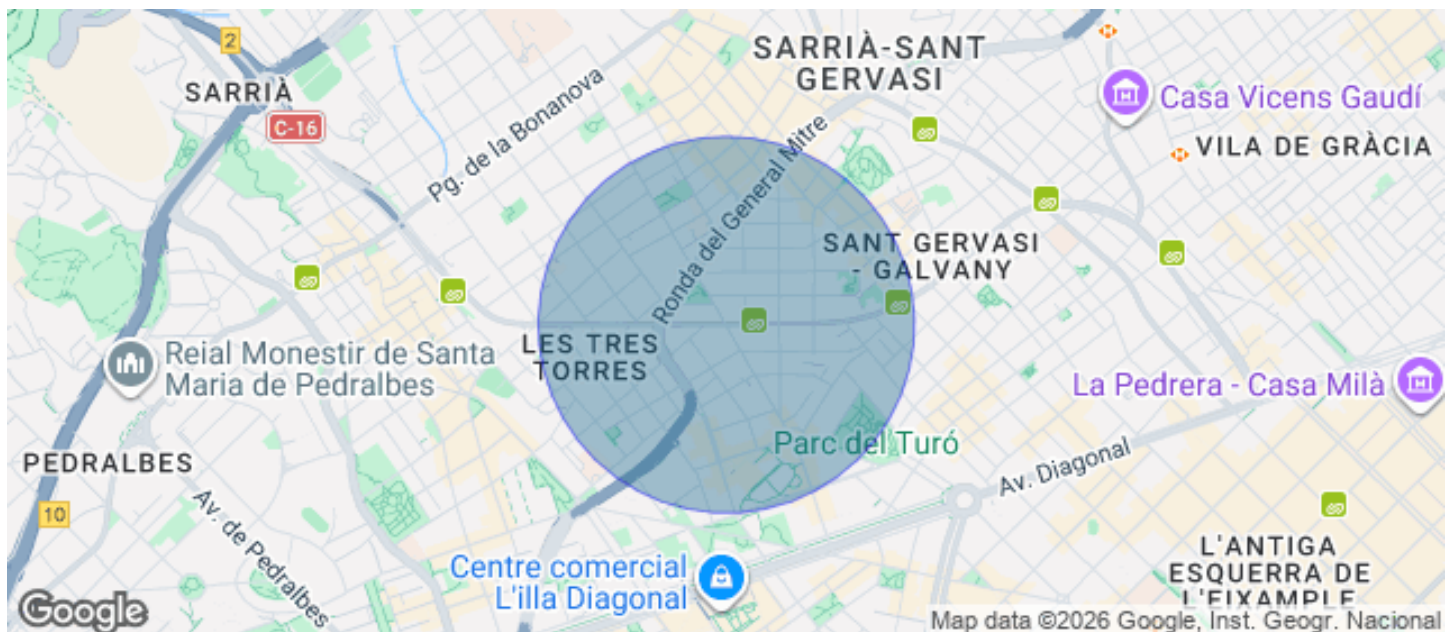 2
SARRIÀ-SANT
GERVASI
SARRIÀ
C-16
Casa Vicens Gaudí
Pg. de la Bonanova
Ronda del General Mitre
VILA DE GRÀCIA
SANT GERVASI
- GALVANY
LES TRES
TORRES
Reial Monestir de Santa
Maria de Pedralbes
La Pedrera - Casa Milà
Parc del Turó
PEDRALBES
Av. Diagonal
10
Av. de Pedralbes
Centre comercial
L'illa Diagonal
L'ANTIGA
ESQUERRA DE
L'EIXAMPLE
Google
Map data ©2026 Google, Inst. Geogr. Nacional